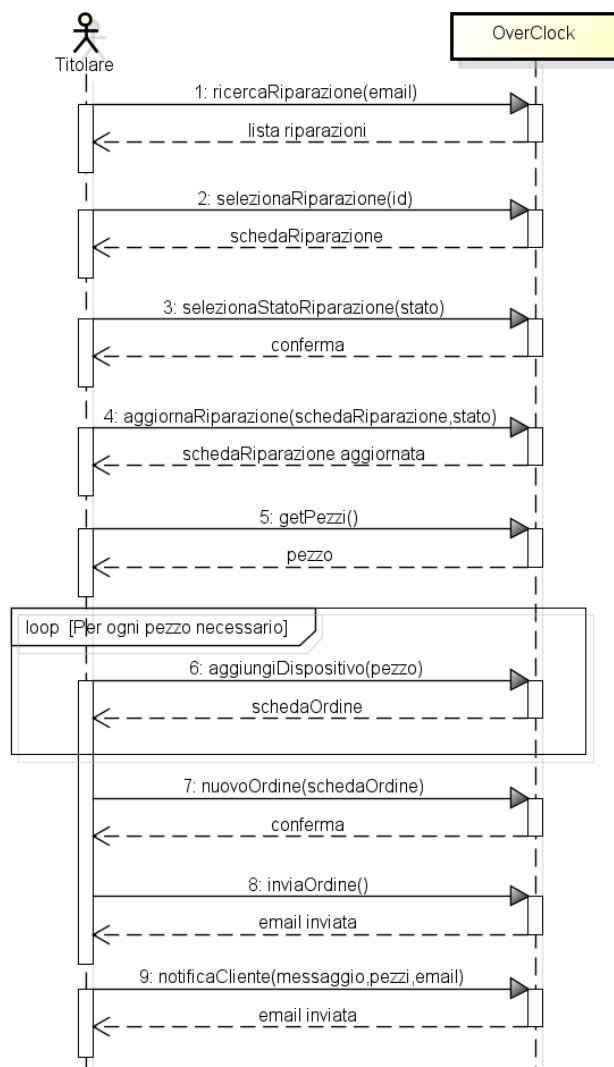 Titolare
OverClock
1: ricercaRiparazione(email)
lista riparazioni
2: selezionaRiparazione(id)
schedaRiparazione
3: selezionaStatoRiparazione(stato)
conferma
4: aggiornaRiparazione(schedaRiparazione,stato)
schedaRiparazione aggiornata
5: getPezzi()
pezzo
loop [Per ogni pezzo necessario]
6: aggiungiDispositivo(pezzo)
schedaOrdine
7: nuovoOrdine(schedaOrdine)
conferma
8: inviaOrdine()
email inviata
9: notificaCliente(messaggio,pezzi,email)
email inviata